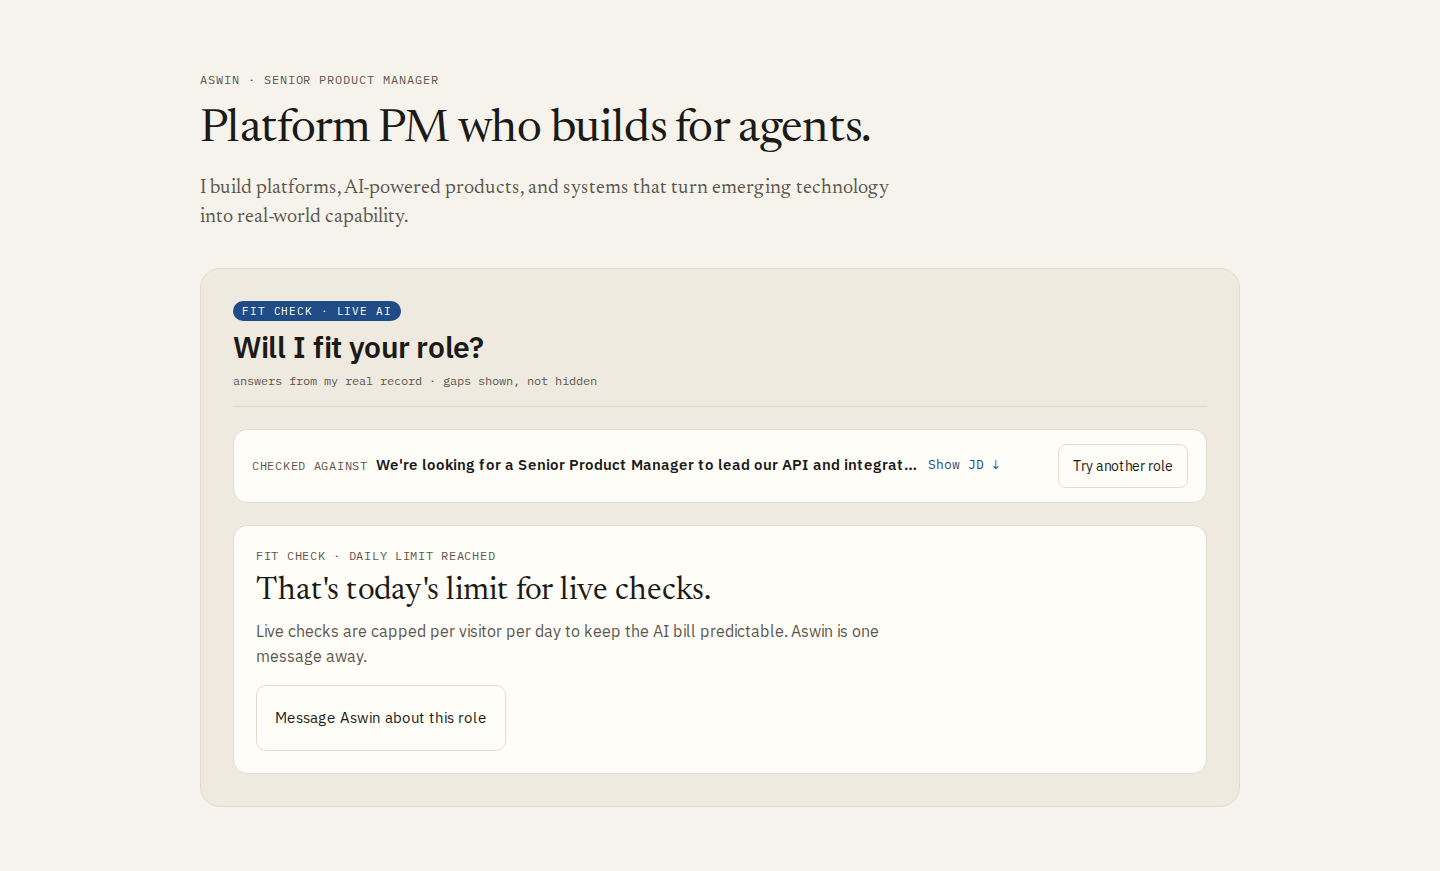 ASWIN · SENIOR PRODUCT MANAGER
Platform PM who builds for agents.
I build platforms, AI-powered products, and systems that turn emerging technology
into real-world capability.
FIT CHECK · LIVE AI
Will I fit your role?
answers from my real record · gaps shown, not hidden
CHECKED AGAINST We're looking for a Senior Product Manager to lead our API and integrat... Show JD ↓
Try another role
FIT CHECK · DAILY LIMIT REACHED
That's today's limit for live checks.
Live checks are capped per visitor per day to keep the AI bill predictable. Aswin is one
message away.
Message Aswin about this role